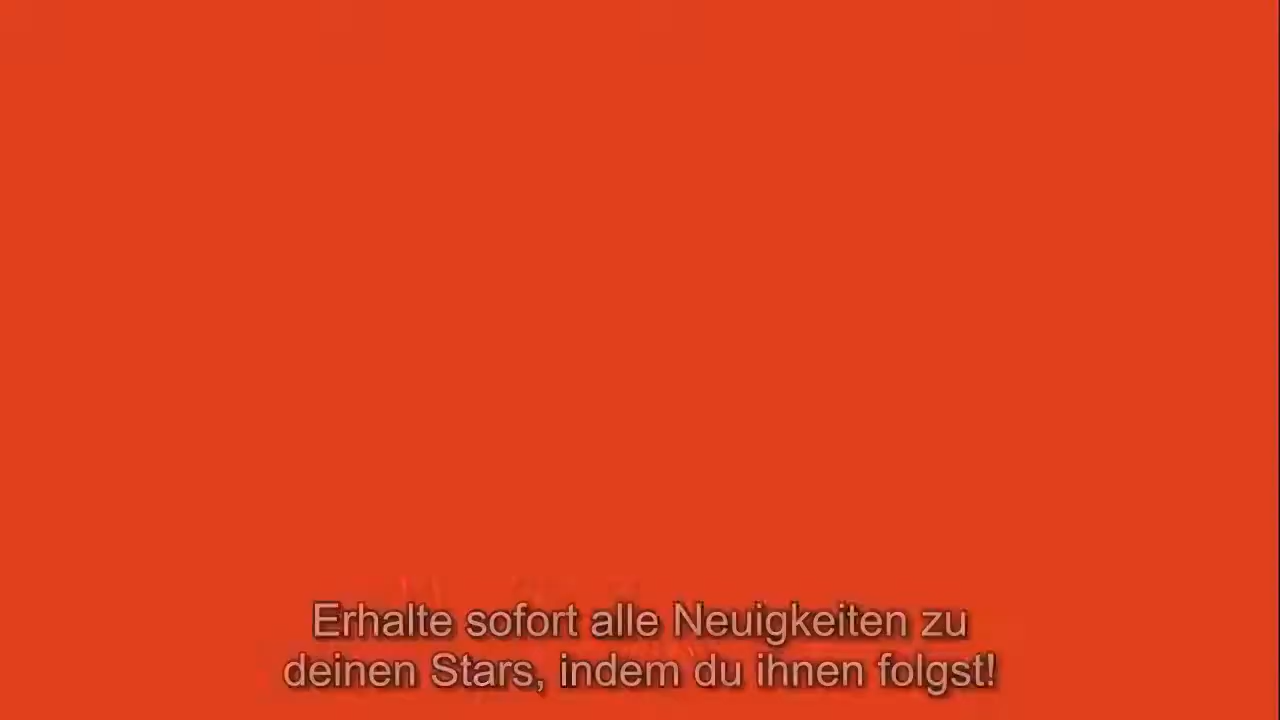 Erhalte sofort alle Neuigkeiten zu
deinen Stars, indem du ihnen folgst!